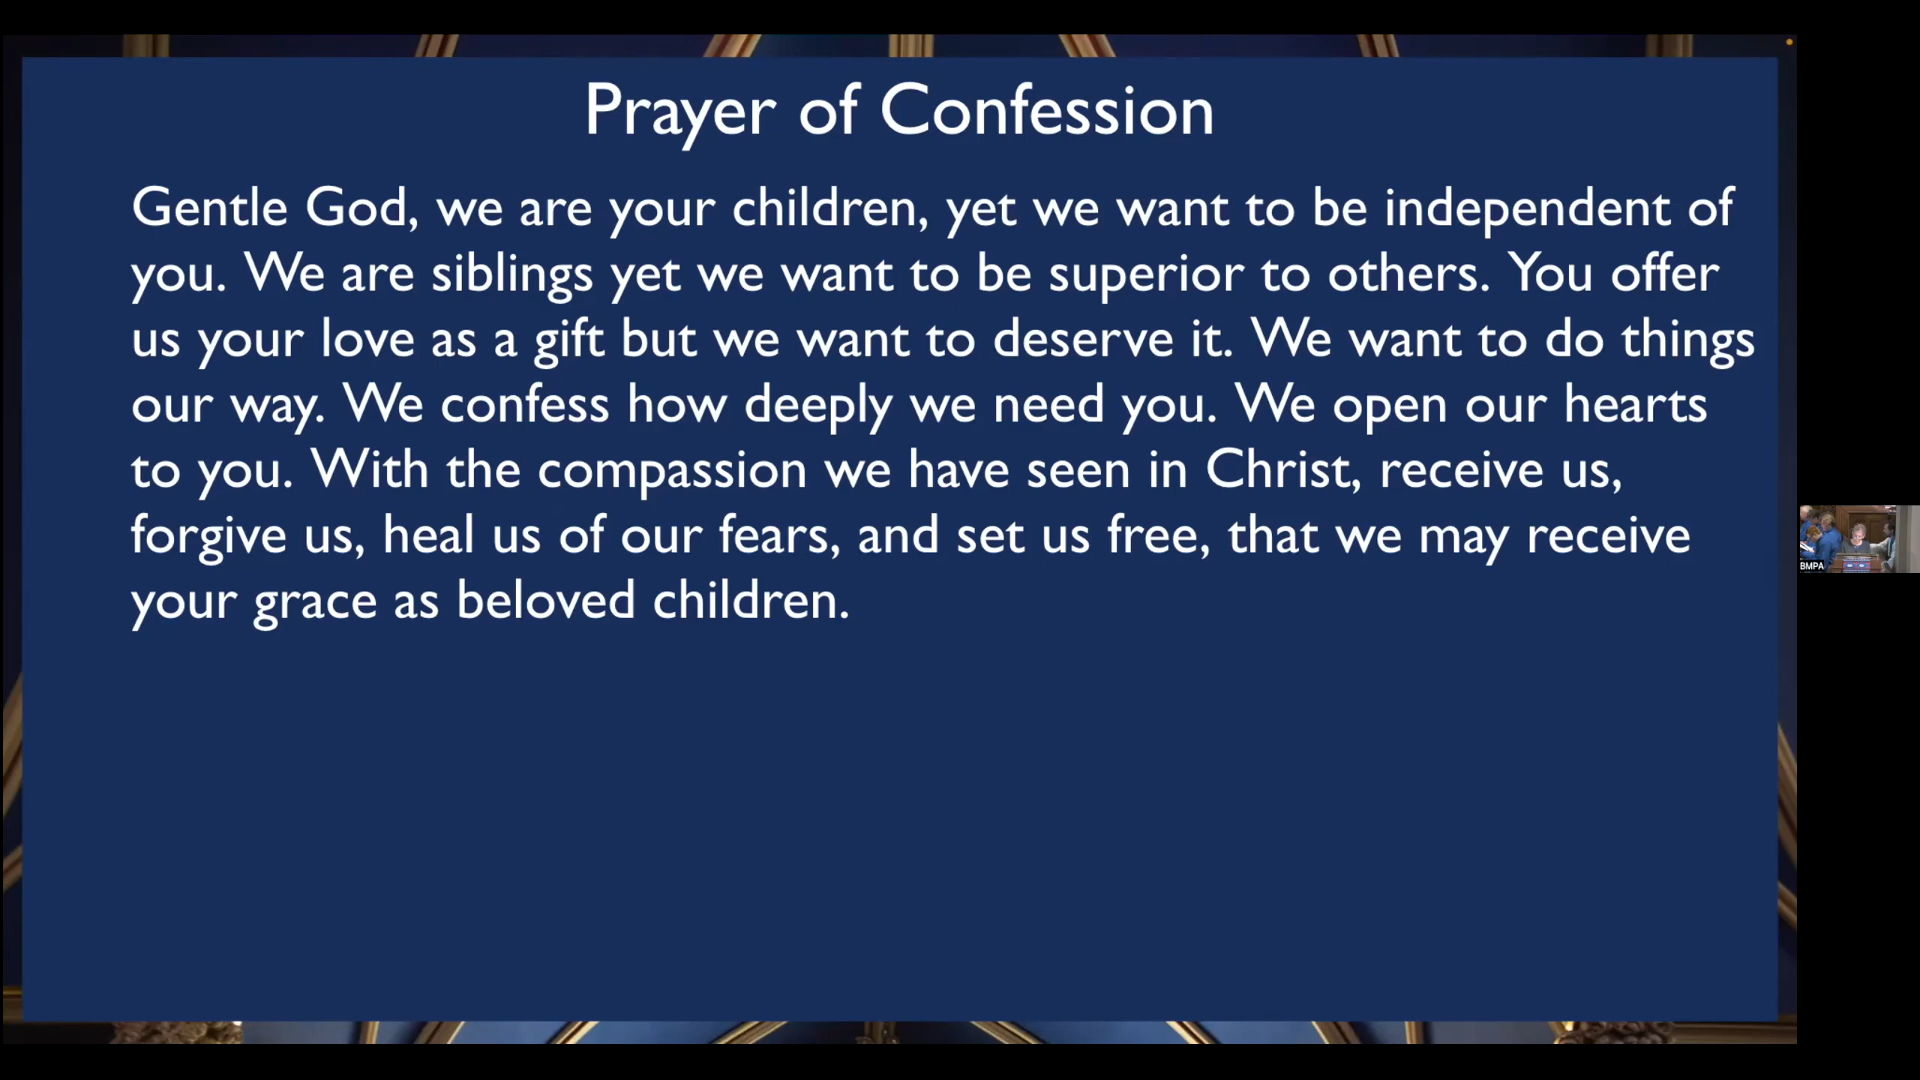 Prayer of Confession
Gentle God, we are your children, yet we want to be independent of
you. We are siblings yet we want to be superior to others. You offer
us your love as a gift but we want to deserve it. We want to do things
our way. We confess how deeply we need you. We open our hearts
to you. With the compassion we have seen in Christ, receive us,
forgive us, heal us of our fears, and set us free, that we may receive
your grace as beloved children.
BMPA